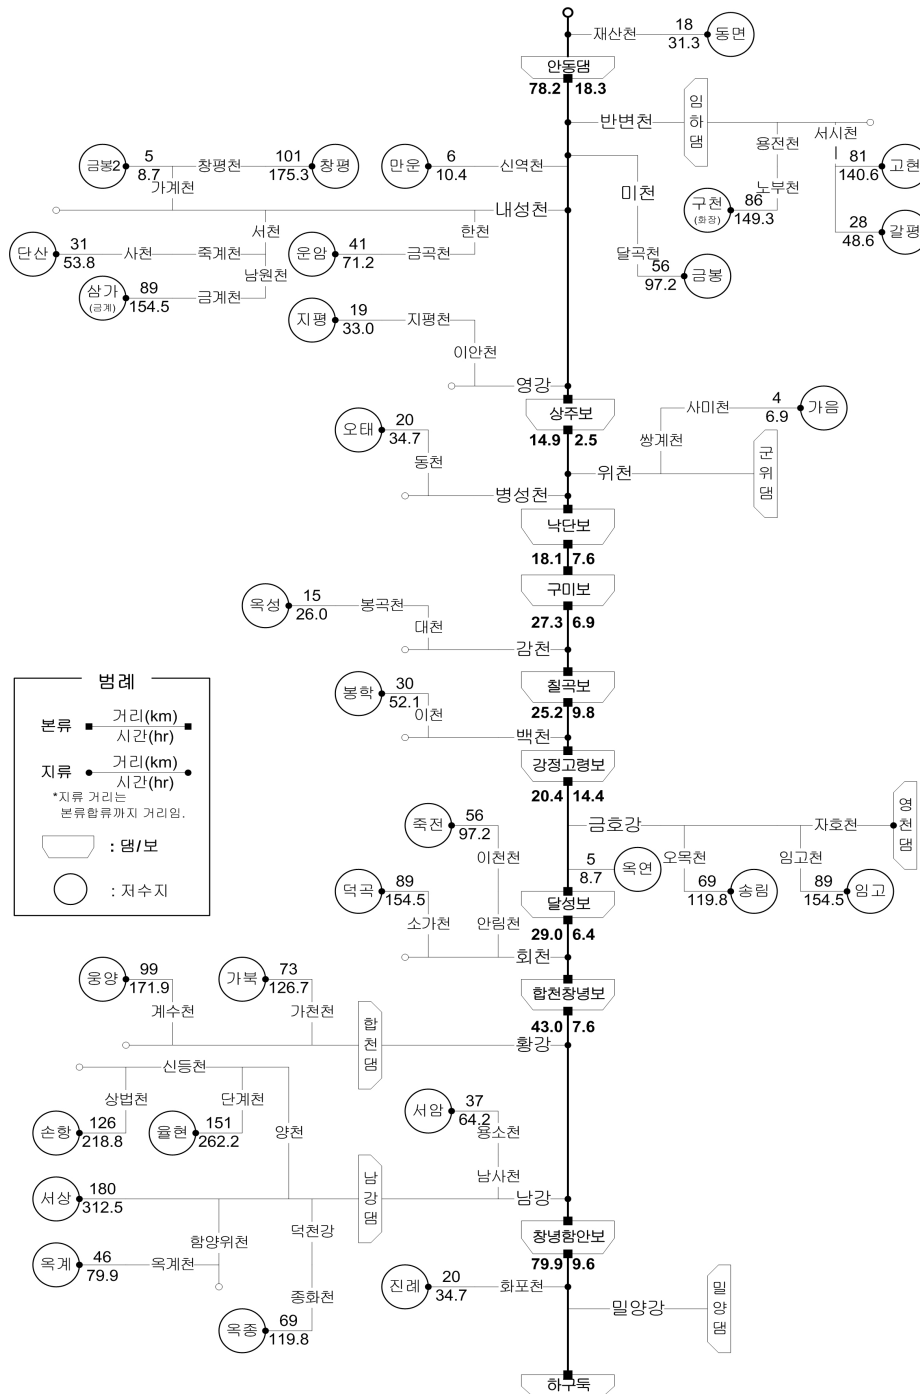 재산천
18
31.3
동면
안동댐
78.2 18.3
반변천
임하댐
용전천
서시천
금봉2
5
8.7
창평천
101
175.3
창평
만운
6
10.4
신역천
81
140.6
고현
가계천
미천
노부천
구천
(화장)
86
149.3
내성천
서천
한천
28
48.6
갈평
단산
31
53.8
사천
죽계천
운암
41
71.2
금곡천
달곡천
남원천
56
97.2
금봉
삼가
(금계)
89
154.5
금계천
지평
19
33.0
지평천
이안천
영강
상주보
14.9 2.5
사미천
4
6.9
가음
오태
20
34.7
쌍계천
동천
위천
군위댐
병성천
낙단보
18.1 7.6
구미보
27.3 6.9
옥성
15
26.0
봉곡천
대천
감천
칠곡보
25.2 9.8
봉학
30
52.1
이천
백천
강정고령보
20.4 14.4
범례
본류
거리(km)
시간(hr)
지류
거리(km)
시간(hr)
*지류 거리는
본류합류까지 거리임.
: 댐/보
: 저수지
금호강
자호천
영천댐
죽전
56
97.2
이천천
오목천
임고천
5
8.7
옥연
69
119.8
송림
89
154.5
임고
덕곡
89
154.5
달성보
29.0 6.4
소가천
안림천
회천
웅양
99
171.9
가북
73
126.7
합천창녕보
43.0 7.6
계수천
가천천
합천댐
황강
신등천
상법천
단계천
서암
37
64.2
용소천
손항
126
218.8
율현
151
262.2
양천
남사천
서상
180
312.5
남강댐
남강
함양위천
덕천강
창녕함안보
79.9 9.6
옥계
46
79.9
옥계천
진례
20
34.7
화포천
종화천
밀양강
밀양댐
옥종
69
119.8
하구둑